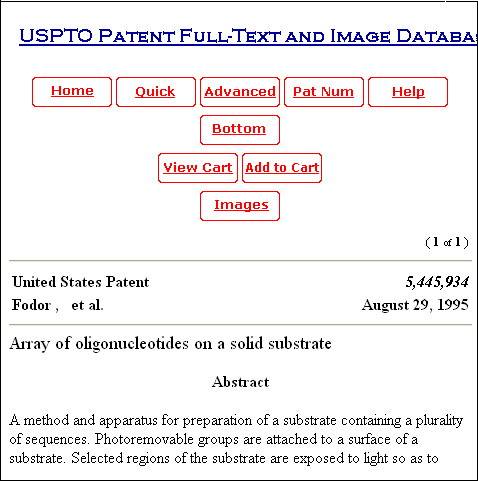 USPTO PATENT FULL-TEXT AND IMAGE DATABAS
Home Quick Advanced Pat Num Help
Bottom
View Cart Add to Cart
Images
( 1 of 1 )
United States Patent 5,445,934
Fodor , et al. August 29, 1995
Array of oligonucleotides on a solid substrate
Abstract
A method and apparatus for preparation of a substrate containing a plurality
of sequences. Photoremovable groups are attached to a surface of a
substrate. Selected regions of the substrate are exposed to light so as to